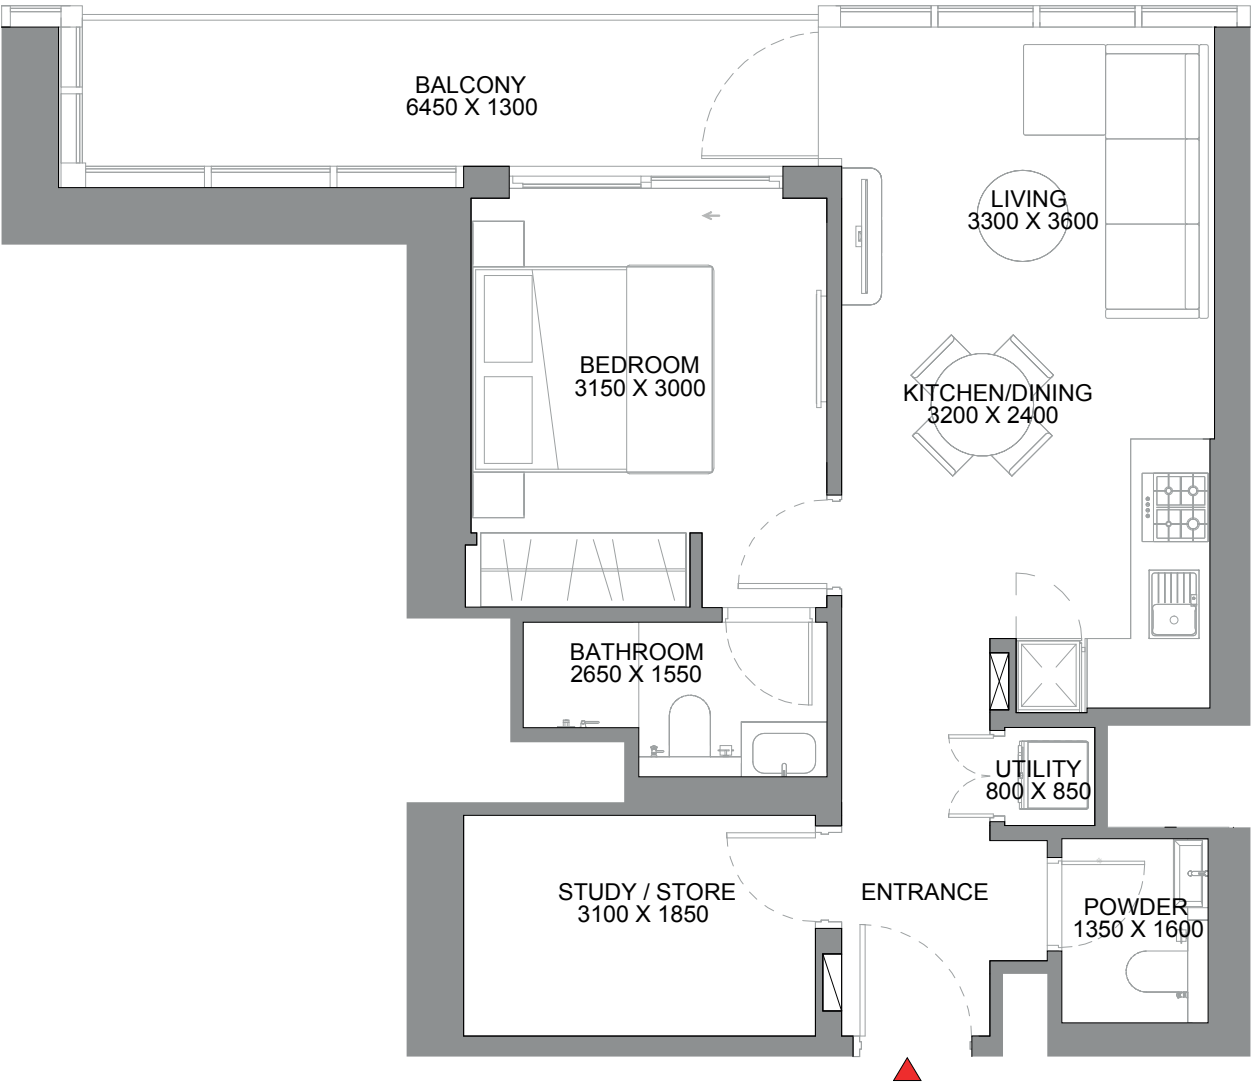 BALCONY
6450 X 1300
LIVING
3300 X 3600
BEDROOM
3150 X 3000
KITCHEN/DINING
3200 X 2400
BATHROOM
2650 X 1550
UTILITY
800 X 850
STUDY / STORE
3100 X 1850
ENTRANCE
POWDER
1350 X 1600